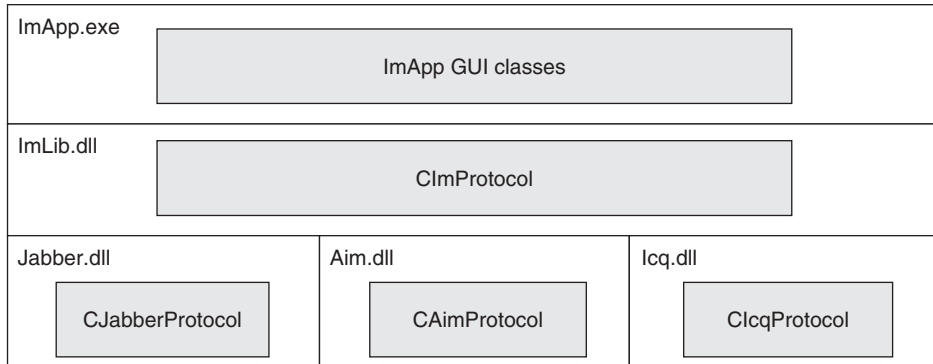 ImApp.exe
ImApp GUI classes
ImLib.dll
CImProtocol
Jabber.dll
Aim.dll
Icq.dll
CJabberProtocol
CAimProtocol
CIcqProtocol